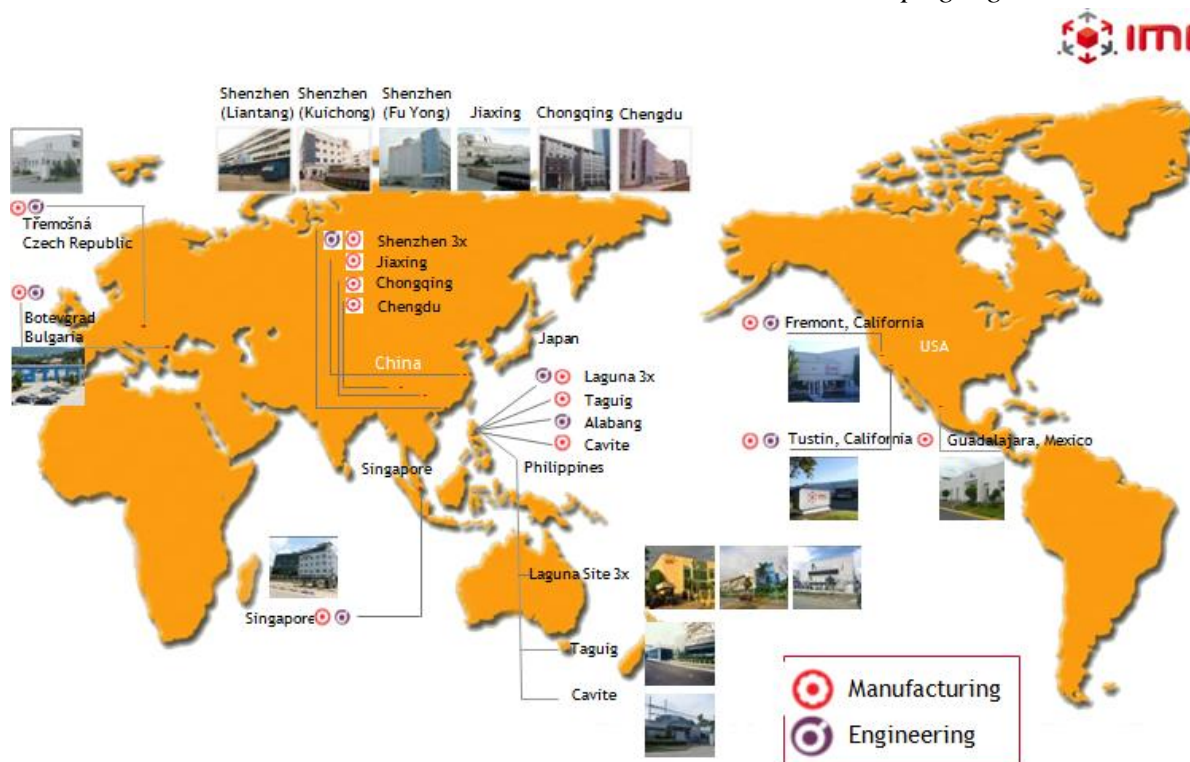 IMI
Shenzhen
(Liantang)
Shenzhen
(Kuichong)
Shenzhen
(Fu Yong)
Jiaxing
Chongqing
Chengdu
Třemošná
Czech Republic
Shenzhen 3x
Jiaxing
Chongqing
Chengdu
Botevgrad
Bulgaria
China
Japan
Fremont, California
USA
Laguna 3x
Taguig
Alabang
Cavite
Tustin, California
Guadalajara, Mexico
Singapore
Philippines
Laguna Site 3x
Singapore
Taguig
Cavite
Manufacturing
Engineering